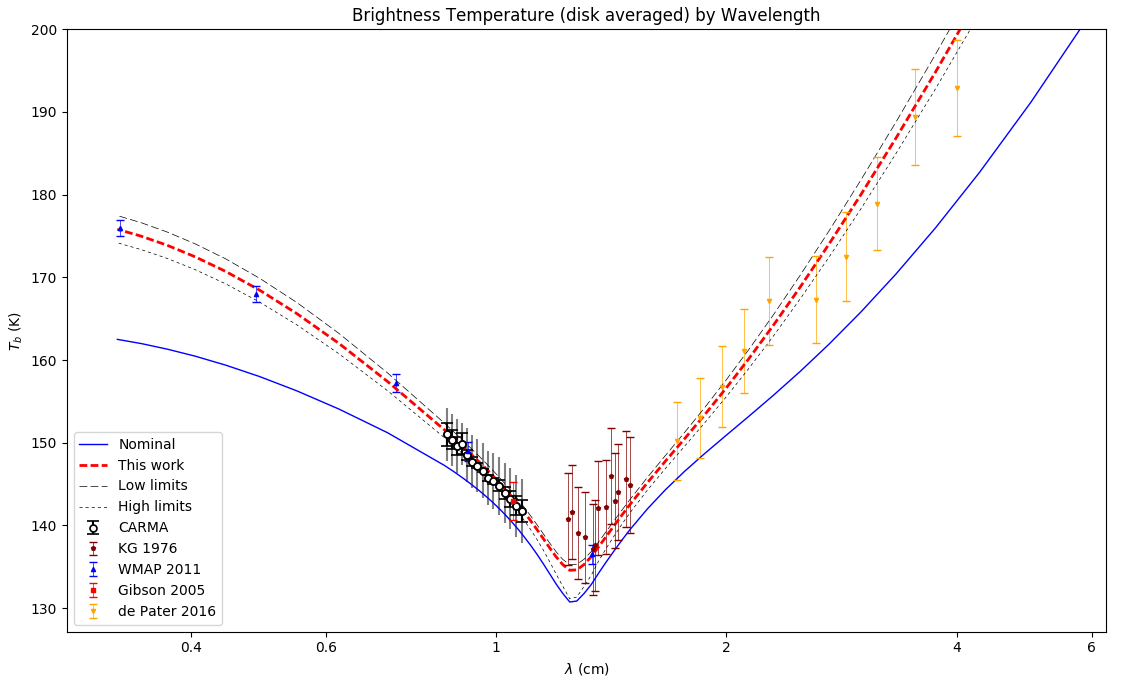 Brightness Temperature (disk averaged) by Wavelength
200
190
180
170
160
150
140
130
T_b (K)
Nominal
This work
Low limits
High limits
CARMA
KG 1976
WMAP 2011
Gibson 2005
de Pater 2016
0.4 0.6 1 2 4 6
λ (cm)